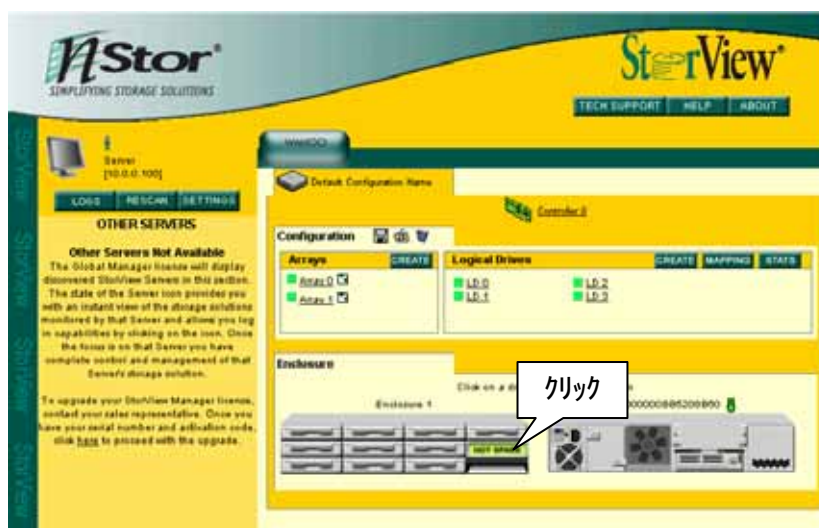 nStor
SIMPLIFYING STORAGE SOLUTIONS
StorView
TECH SUPPORT HELP ABOUT
Server
[10.0.0.100]
LOGS RESCAN SETTINGS
OTHER SERVERS
Other Servers Not Available
The Global Manager license will display
discovered StorView Servers in this section.
The state of the Server icon provides you
with an instant view of the storage solutions
monitored by that Server and allows you log
in capabilities by clicking on the icon. Once
the focus is on that Server you have
complete control and management of that
Server's storage solution.
To upgrade your StorView Manager license,
contact your sales representative. Once you
have your serial number and activation code,
click here to proceed with the upgrade.
StorView StorView StorView StorView
Default Configuration Name
Controller 0
Configuration
Arrays CREATE
Array 0
Array 1
Logical Drives CREATE MAPPING STATS
LD 0 LD 2
LD 1 LD 3
Enclosure
Click on a
Enclosure 1
HOT SPARE
クリック